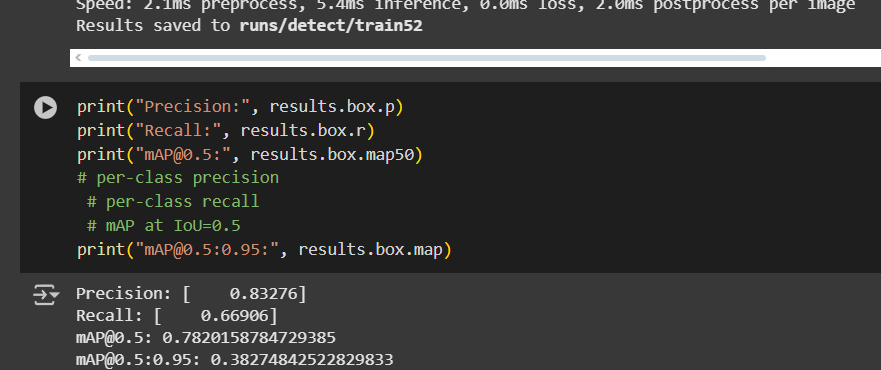 Speed: 2.1ms preprocess, 5.4ms inference, 0.0ms loss, 2.0ms postprocess per image
Results saved to runs/detect/train52
print("Precision:", results.box.p)
print("Recall:", results.box.r)
print("mAP@0.5:", results.box.map50)
# per-class precision
 # per-class recall
 # mAP at IoU=0.5
print("mAP@0.5:0.95:", results.box.map)
Precision: [    0.83276]
Recall: [    0.66906]
mAP@0.5: 0.7820158784729385
mAP@0.5:0.95: 0.38274842522829833